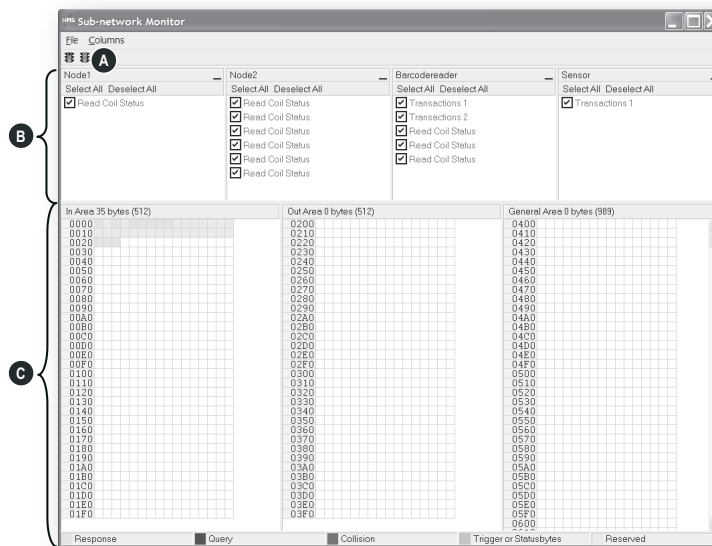 HMS Sub-network Monitor
File Columns
A
Node1
Node2
Barcodereader
Sensor
Select All Deselect All
Select All Deselect All
Select All Deselect All
Select All Deselect All
Read Coil Status
Read Coil Status
Transactions 1
Transactions 1
Read Coil Status
Transactions 2
Read Coil Status
Read Coil Status
Read Coil Status
Read Coil Status
Read Coil Status
Read Coil Status
Read Coil Status
B
In Area 35 bytes (512)
Out Area 0 bytes (512)
General Area 0 bytes (989)
0000 0200 0400
0010 0210 0410
0020 0220 0420
0030 0230 0430
0040 0240 0440
0050 0250 0450
0060 0260 0460
0070 0270 0470
0080 0280 0480
0090 0290 0490
00A0 02A0 04A0
00B0 02B0 04B0
00C0 02C0 04C0
00D0 02D0 04D0
00E0 02E0 04E0
00F0 02F0 04F0
0100 0300 0500
0110 0310 0510
0120 0320 0520
0130 0330 0530
0140 0340 0540
0150 0350 0550
0160 0360 0560
0170 0370 0570
0180 0380 0580
0190 0390 0590
01A0 03A0 05A0
01B0 03B0 05B0
01C0 03C0 05C0
01D0 03D0 05D0
01E0 03E0 05E0
01F0 03F0 05F0
0600
C
Response
Query
Collision
Trigger or Statusbytes
Reserved